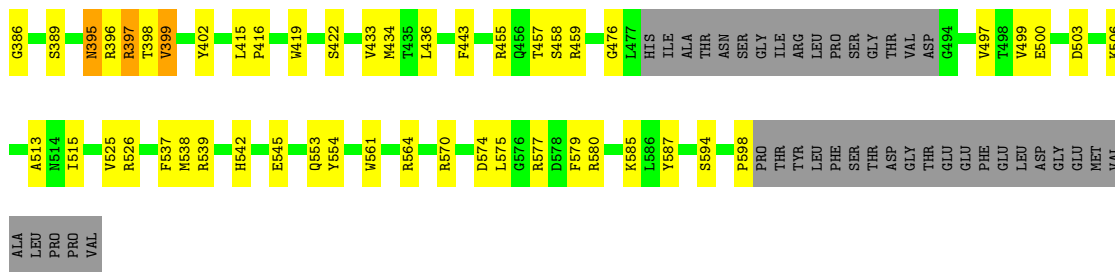 G386 S389 N395 R396 R397 T398 V399 Y402 L415 P416 W419 S422 V433 M434 T435 L436 F443 R455 Q456 T457 S458 R459 G476 L477 HIS ILE ALA THR ASN SER GLY ILE ARG LEU PRO SER GLY THR VAL ASP G494 V497 T498 V499 E500 D503 K506
A513 N514 I515 V525 R526 F537 M538 R539 H542 E545 Q553 Y554 W561 R564 R570 D574 L575 G576 R577 D578 F579 R580 K585 L586 Y587 S594 P598 PRO THR TYR LEU PHE SER THR ASP GLY THR GLU GLU PHE GLU LEU ASP GLY GLU MET VAL
ALA LEU PRO PRO VAL